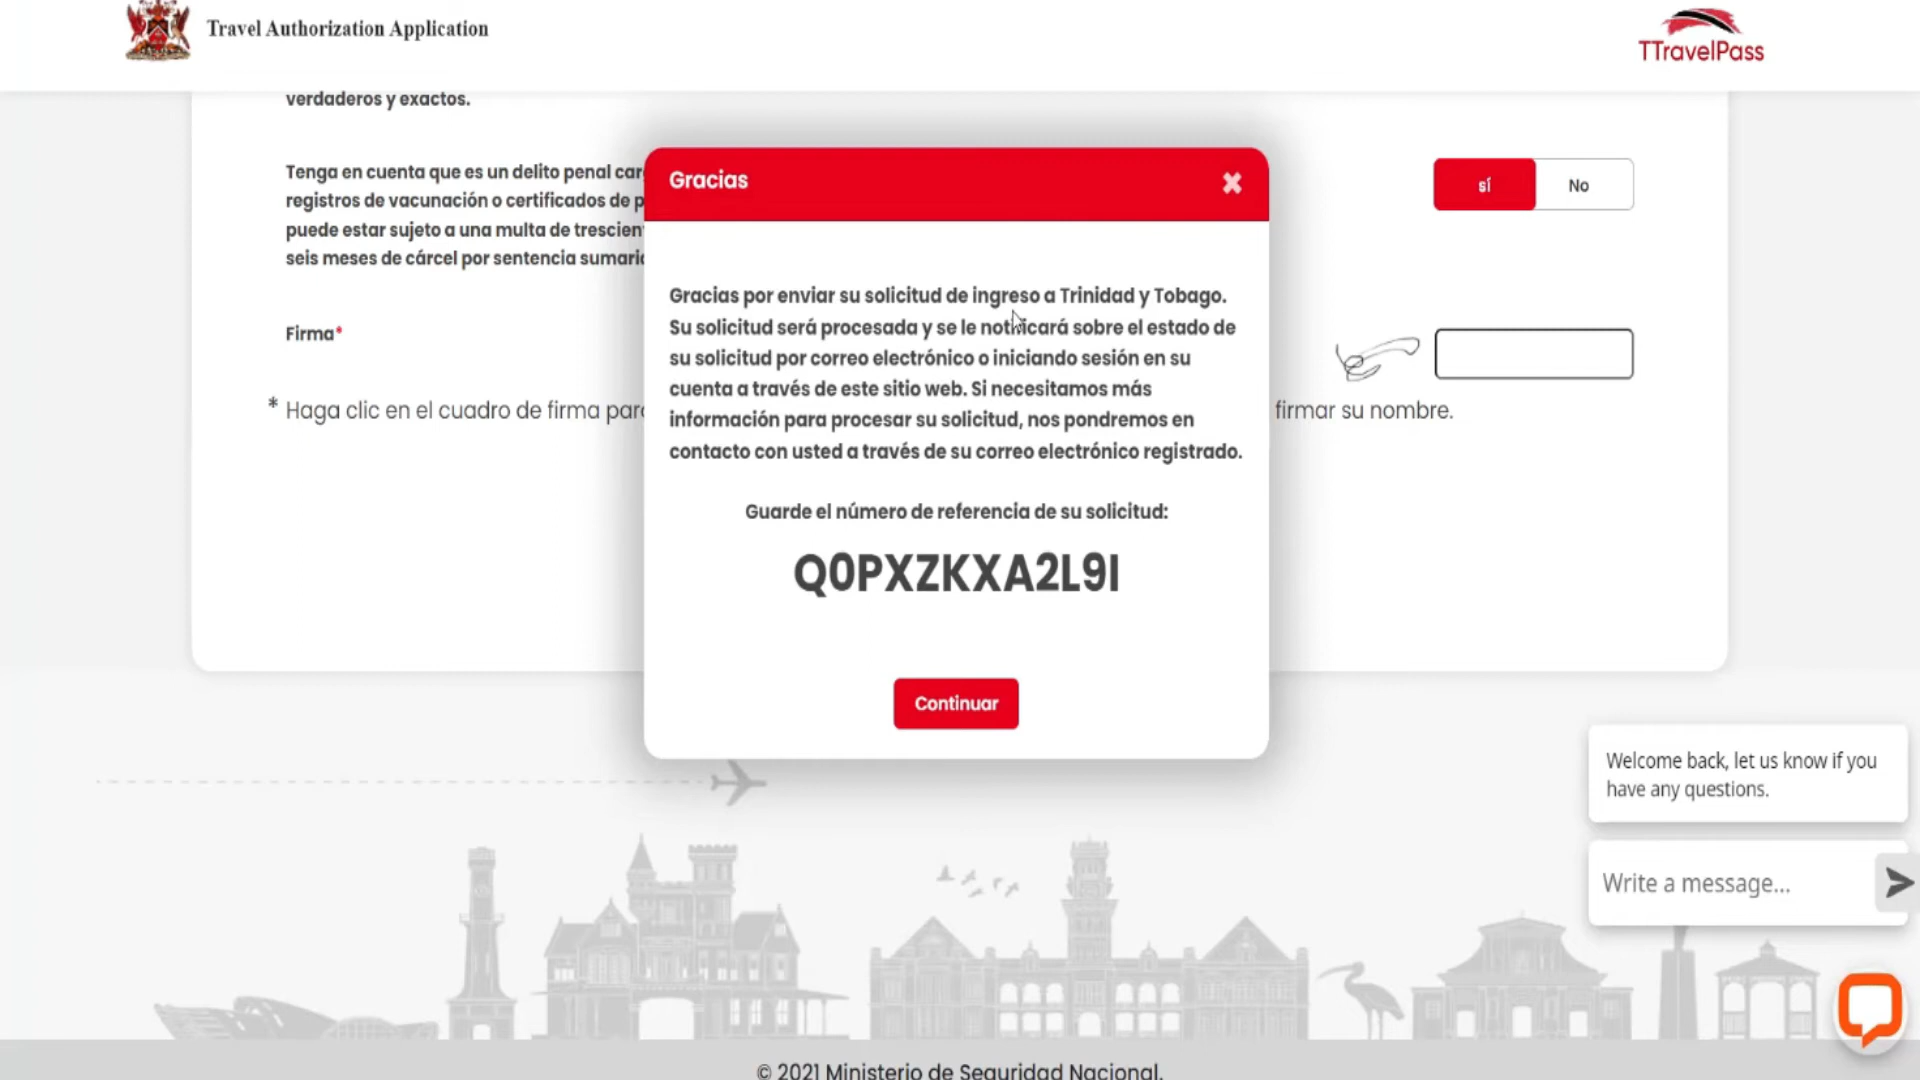 Travel Authorization Application
TTravelPass
verdaderos y exactos.
Tenga en cuenta que es un delito penal
registros de vacunación o certificados de
puede estar sujeto a una multa de
seis meses de cárcel por sentencia
sí
No
Firma*
* Haga clic en el cuadro de firma
firmar su nombre.
Gracias
Gracias por enviar su solicitud de ingreso a Trinidad y Tobago.
Su solicitud será procesada y se le notificará sobre el estado de
su solicitud por correo electrónico o iniciando sesión en su
cuenta a través de este sitio web. Si necesitamos más
información para procesar su solicitud, nos pondremos en
contacto con usted a través de su correo electrónico registrado.
Guarde el número de referencia de su solicitud:
Q0PXZKXA2L9I
Continuar
Welcome back, let us know if you
have any questions.
Write a message...
© 2021 Ministerio de Seguridad Nacional.